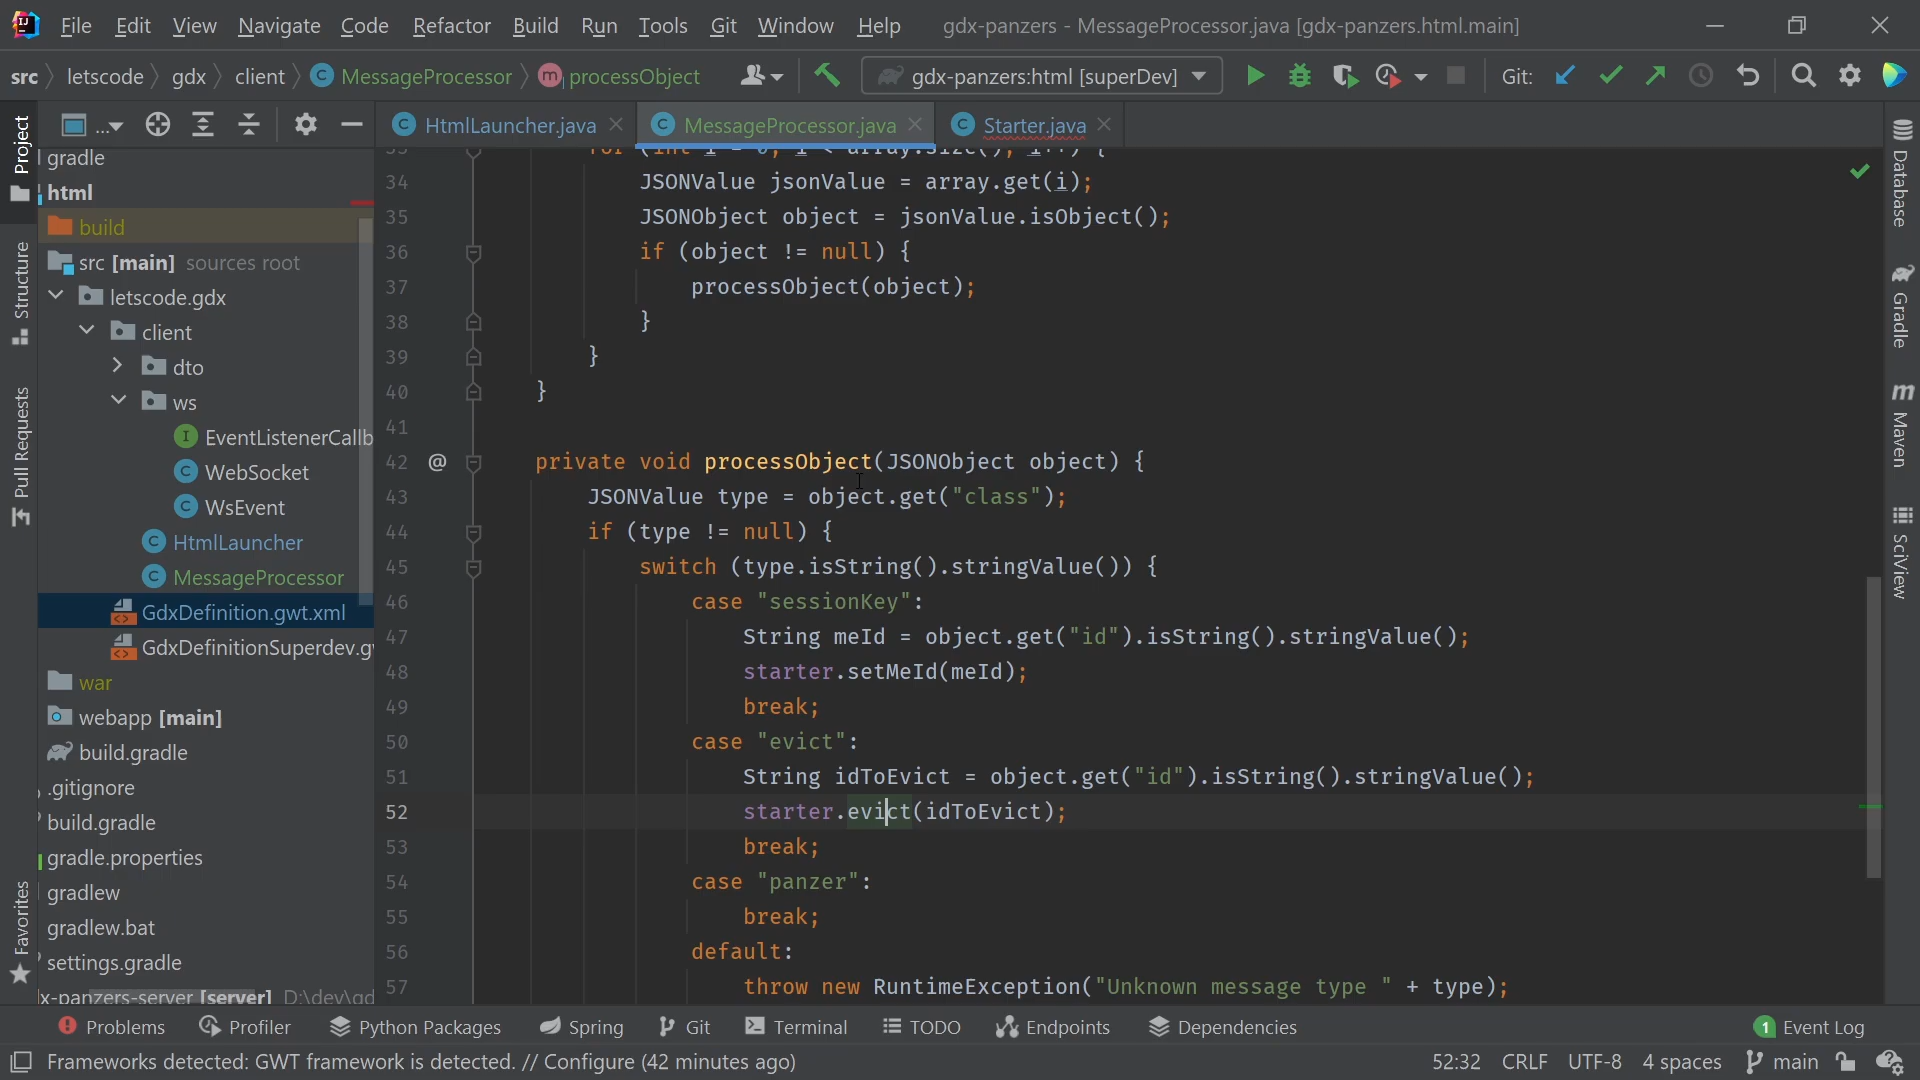 File Edit View Navigate Code Refactor Build Run Tools Git Window Help gdx-panzers - MessageProcessor.java [gdx-panzers.html.main]
src letscode gdx client MessageProcessor processObject gdx-panzers:html [superDev] Git:
... HtmlLauncher.java MessageProcessor.java Starter.java
Project
Structure
Pull Requests
Favorites
gradle
html
build
src [main] sources root
letscode.gdx
client
dto
ws
EventListenerCallb
WebSocket
WsEvent
HtmlLauncher
MessageProcessor
GdxDefinition.gwt.xml
GdxDefinitionSuperdev.g
war
webapp [main]
build.gradle
.gitignore
build.gradle
gradle.properties
gradlew
gradlew.bat
settings.gradle
x-panzers-server [server] D:\dev\gd
34 JSONValue jsonValue = array.get(i);
35 JSONObject object = jsonValue.isObject();
36 if (object != null) {
37 processObject(object);
38 }
39 }
40 }
41
42 @ private void processObject(JSONObject object) {
43 JSONValue type = object.get("class");
44 if (type != null) {
45 switch (type.isString().stringValue()) {
46 case "sessionKey":
47 String meId = object.get("id").isString().stringValue();
48 starter.setMeId(meId);
49 break;
50 case "evict":
51 String idToEvict = object.get("id").isString().stringValue();
52 starter.evict(idToEvict);
53 break;
54 case "panzer":
55 break;
56 default:
57 throw new RuntimeException("Unknown message type " + type);
Database
Gradle
m Maven
SciView
Problems Profiler Python Packages Spring Git Terminal TODO Endpoints Dependencies 1 Event Log
Frameworks detected: GWT framework is detected. // Configure (42 minutes ago) 52:32 CRLF UTF-8 4 spaces main